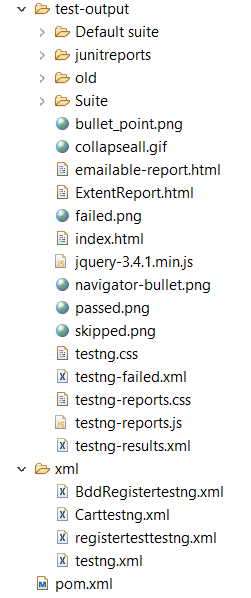 test-output
Default suite
junitreports
old
Suite
bullet_point.png
collapseall.gif
emailable-report.html
ExtentReport.html
failed.png
index.html
jquery-3.4.1.min.js
navigator-bullet.png
passed.png
skipped.png
testng.css
testng-failed.xml
testng-reports.css
testng-reports.js
testng-results.xml
xml
BddRegistertestng.xml
Carttestng.xml
registertesttestng.xml
testng.xml
pom.xml